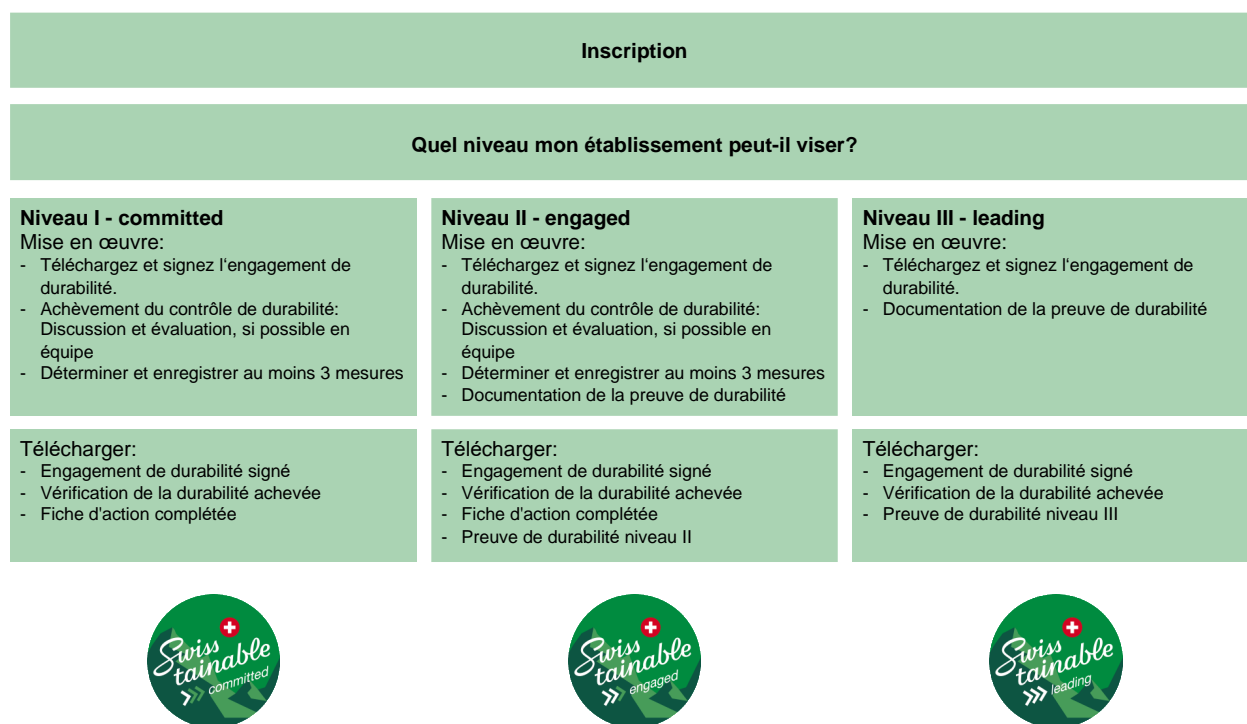 Inscription
Quel niveau mon établissement peut-il viser?
Niveau I - committed
Mise en œuvre:
- Téléchargez et signez l‘engagement de
durabilité.
- Achèvement du contrôle de durabilité:
Discussion et évaluation, si possible en
équipe
- Déterminer et enregistrer au moins 3 mesures
Niveau II - engaged
Mise en œuvre:
- Téléchargez et signez l‘engagement de
durabilité.
- Achèvement du contrôle de durabilité:
Discussion et évaluation, si possible en
équipe
- Déterminer et enregistrer au moins 3 mesures
- Documentation de la preuve de durabilité
Niveau III - leading
Mise en œuvre:
- Téléchargez et signez l‘engagement de
durabilité.
- Documentation de la preuve de durabilité
Télécharger:
- Engagement de durabilité signé
- Vérification de la durabilité achevée
- Fiche d'action complétée
Télécharger:
- Engagement de durabilité signé
- Vérification de la durabilité achevée
- Fiche d'action complétée
- Preuve de durabilité niveau II
Télécharger:
- Engagement de durabilité signé
- Vérification de la durabilité achevée
- Preuve de durabilité niveau III
Swiss
tainable
committed
Swiss
tainable
engaged
Swiss
tainable
leading